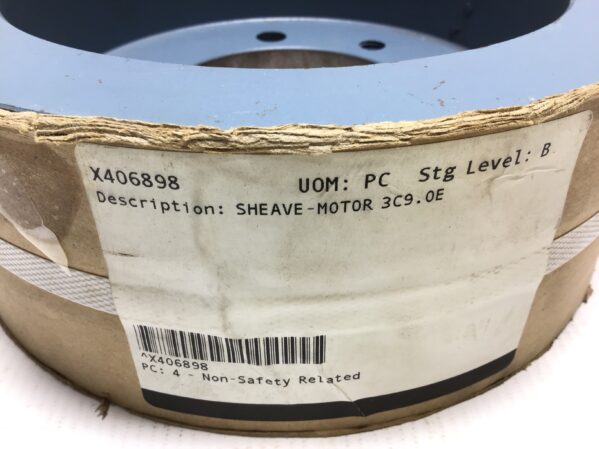 X406898 UOM: PC Stg Level: B
Description: SHEAVE-MOTOR 3C9.0E
^X406898
PC: 4 - Non-Safety Related